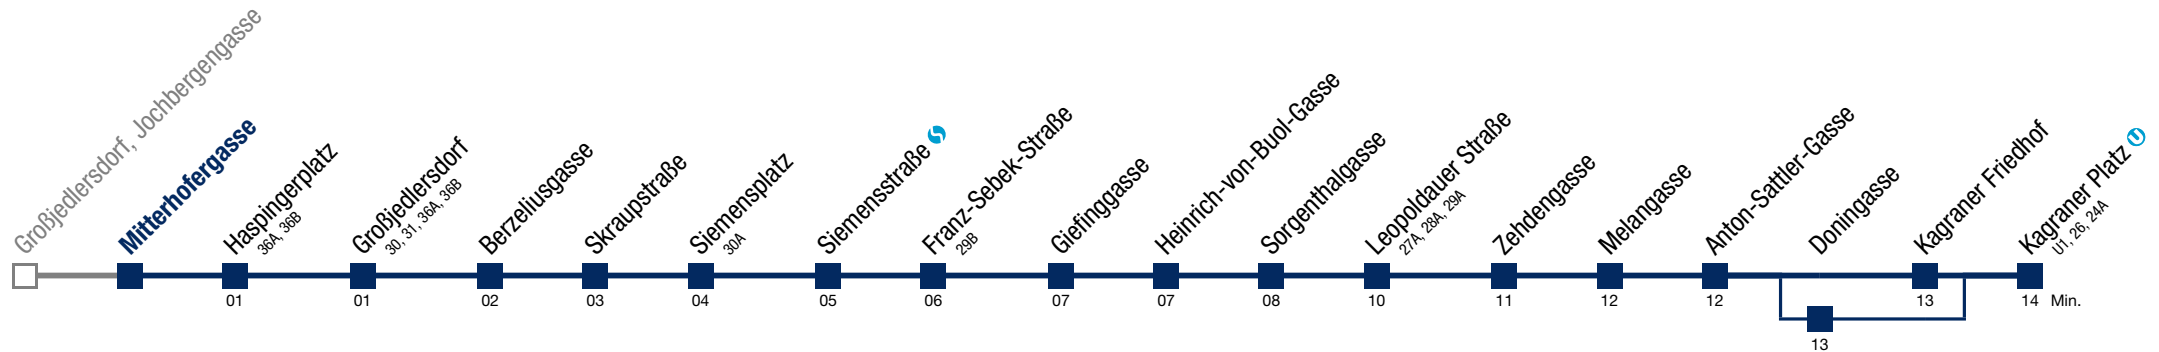 Großjedlersdorf, Jochbergengasse
Mitterhofergasse
Haspingerplatz
36A, 36B
Großjedlersdorf
30, 31, 36A, 36B
Berzeliusgasse
Skraupstraße
Siemensplatz
30A
Siemensstraße
Franz-Sebek-Straße
29B
Giefinggasse
Heinrich-von-Buol-Gasse
Sorgenthalgasse
Leopoldauer Straße
27A, 28A, 29A
Zehdengasse
Melangasse
Anton-Sattler-Gasse
Doningasse
Kagraner Friedhof
Kagraner Platz U
U1, 26, 24A
01 01 02 03 04 05 06 07 07 08 10 11 12 12 13 14 Min.
13